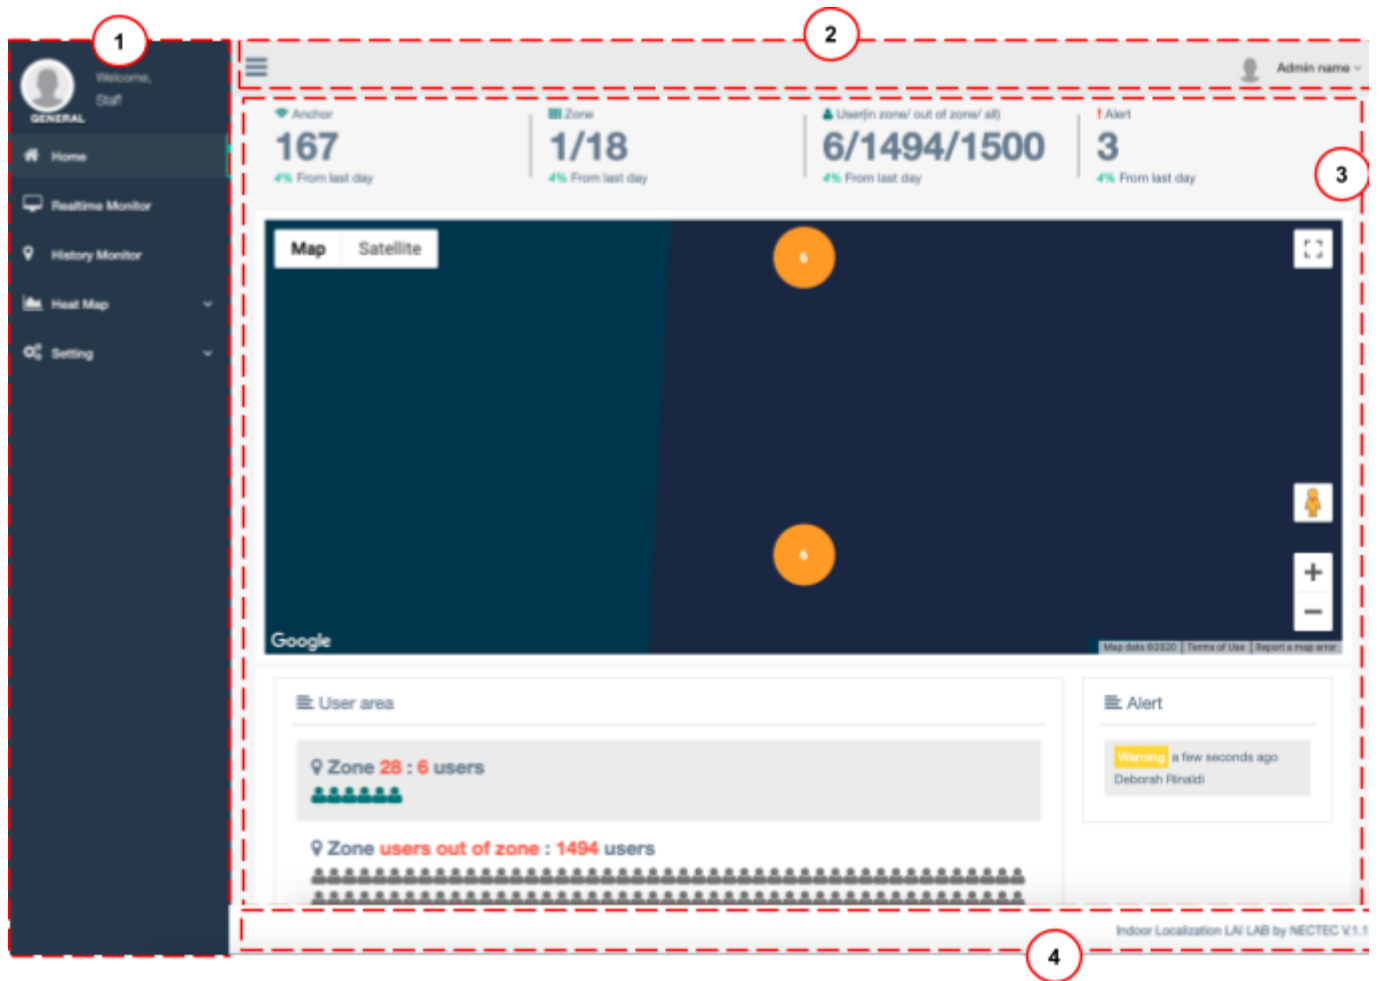 1
2
Welcome,
Staff
GENERAL
Home
Realtime Monitor
History Monitor
Heat Map
Setting
Admin name
Anchor
167
4% From last day
Zone
1/18
4% From last day
User(in zone/ out of zone/ all)
6/1494/1500
4% From last day
! Alert
3
4% From last day
3
Map Satellite
6
6
Google
Map data ©2020 Terms of Use Report a map error
User area
Zone 28 : 6 users
Zone users out of zone : 1494 users
Alert
Warning a few seconds ago
Deborah Rinaldi
Indoor Localization LAI LAB by NECTEC V.1.1
4